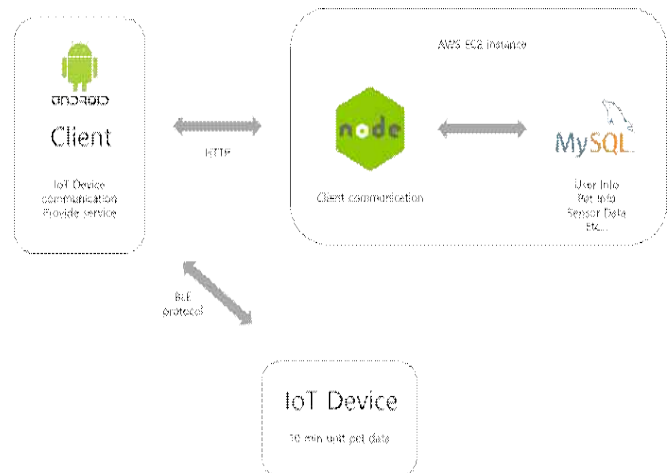 AWS EC2 instance
ANDROID
Client
IoT Device
communication
Provide service
HTTP
node
Client communication
MySQL
User Info
Pet Info
Sensor Data
Etc...
BLE
protocol
IoT Device
10 min unit pet data